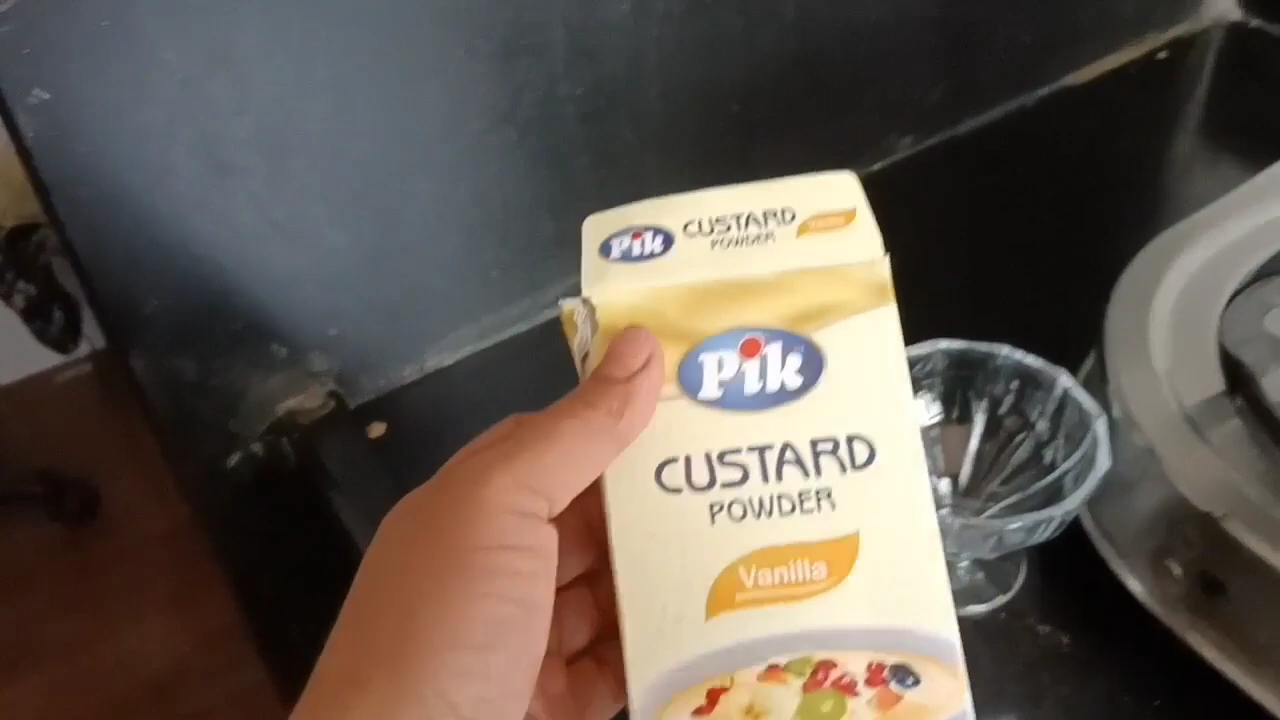 Pik
CUSTARD
POWDER
Pik
CUSTARD
POWDER
Vanilla